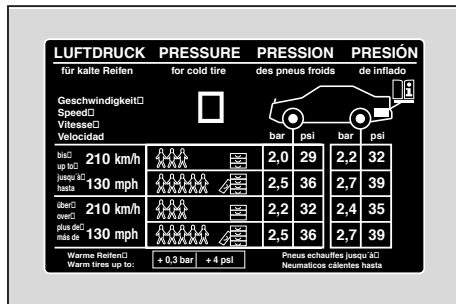 LUFTDRUCK PRESSURE PRESSION PRESIÓN
für kalte Reifen for cold tire des pneus froids de inflado
Geschwindigkeit□
Speed□
Vitesse□
Velocidad
bar psi bar psi
bis□
up to□
210 km/h
2,0 29 2,2 32
jusqu'à□
hasta
130 mph
2,5 36 2,7 39
über□
over□
210 km/h
2,2 32 2,4 35
plus de□
más de
130 mph
2,5 36 2,7 39
Warme Reifen□
Warm tires up to:
+ 0,3 bar + 4 psI
Pneus echauffes jusqu`à□
Neumaticos cálentes hasta